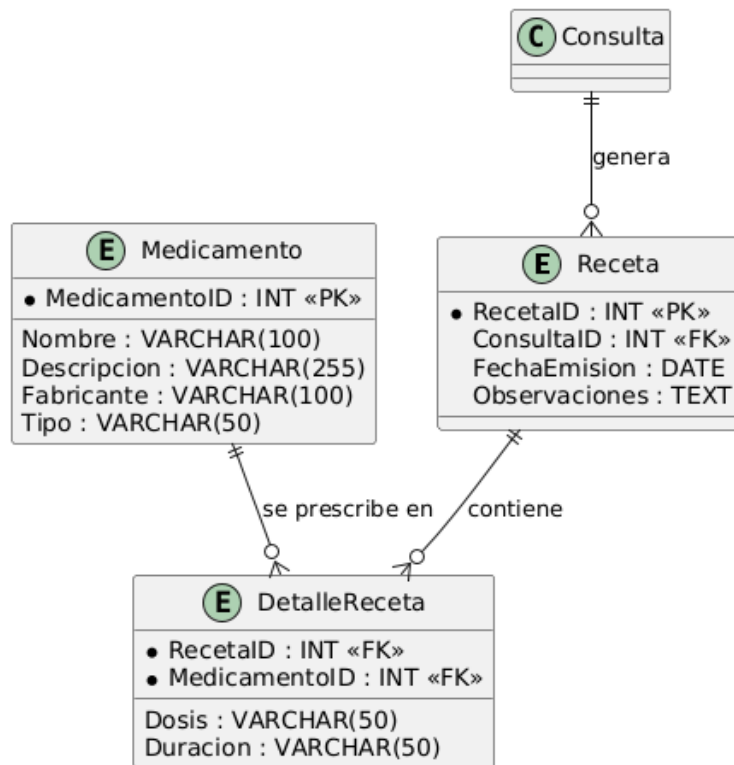 C Consulta
genera
E Medicamento
• MedicamentoID : INT «PK»
Nombre : VARCHAR(100)
Descripcion : VARCHAR(255)
Fabricante : VARCHAR(100)
Tipo : VARCHAR(50)
E Receta
• RecetaID : INT «PK»
ConsultaID : INT «FK»
FechaEmision : DATE
Observaciones : TEXT
se prescribe en
contiene
E DetalleReceta
• RecetaID : INT «FK»
• MedicamentoID : INT «FK»
Dosis : VARCHAR(50)
Duracion : VARCHAR(50)